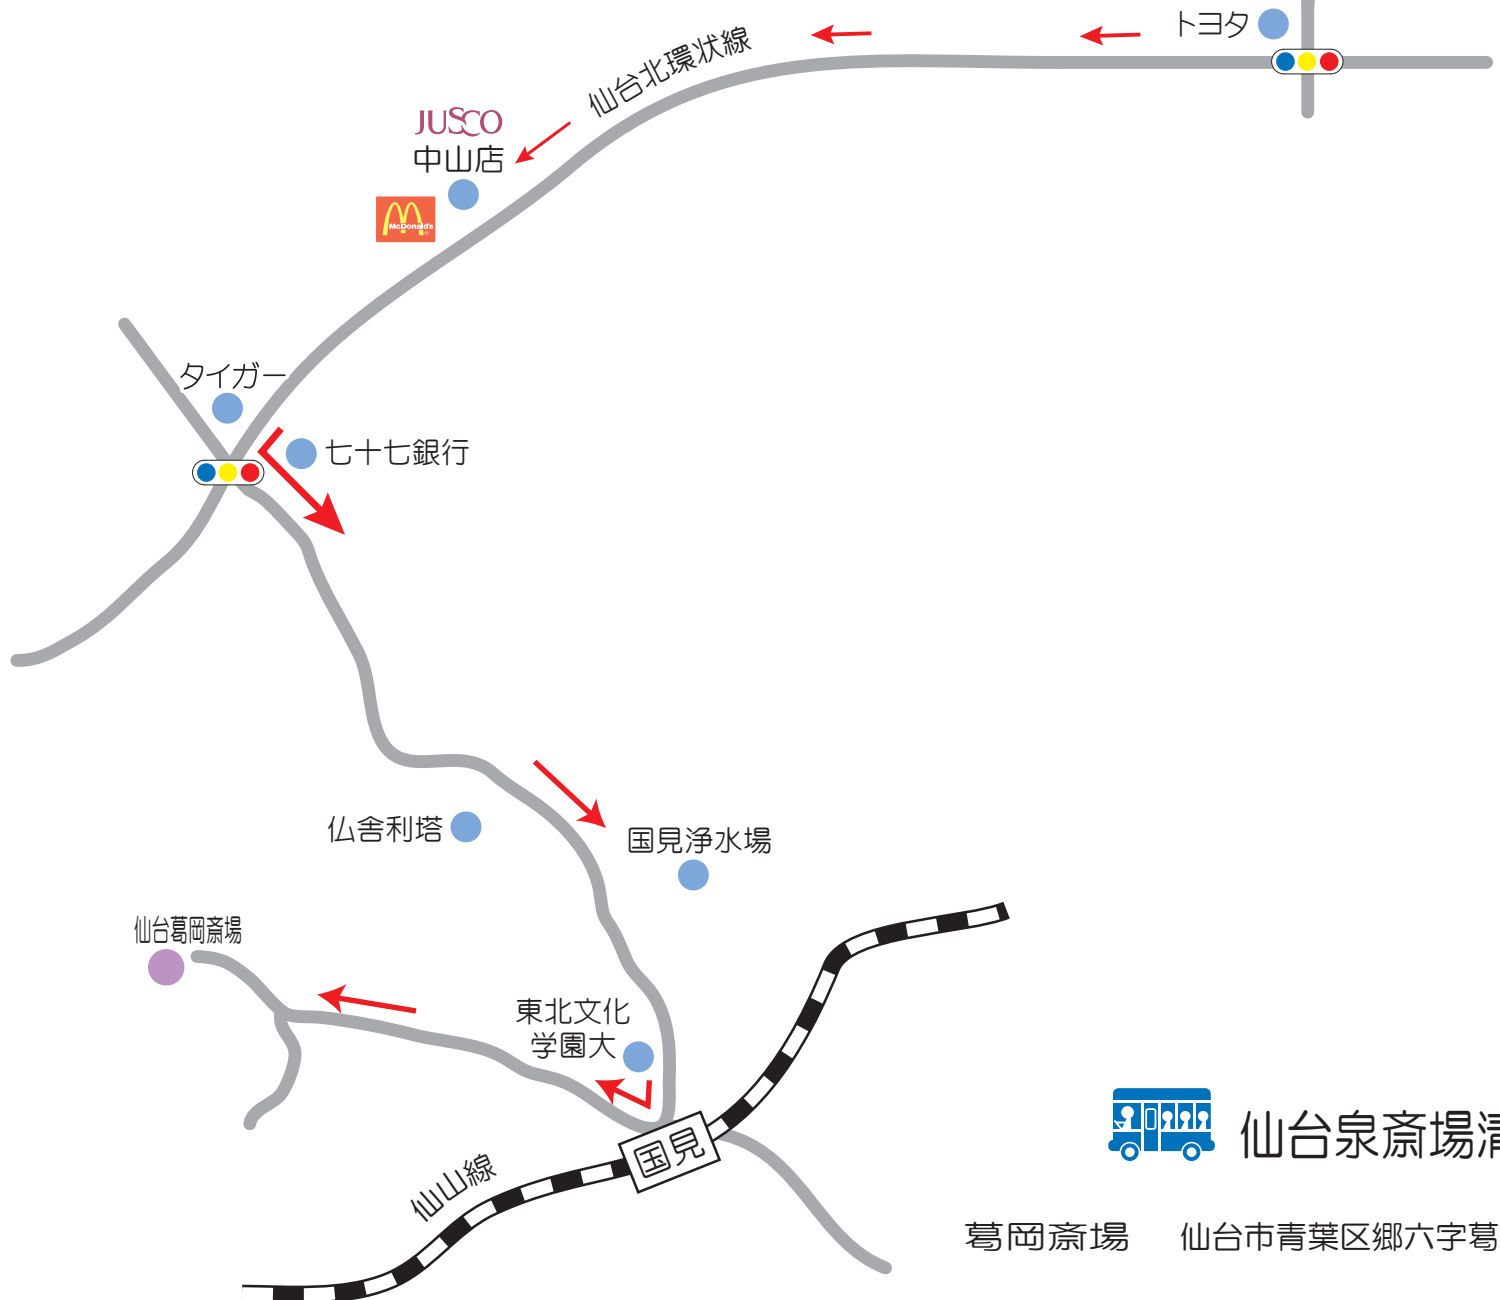 トヨタ
仙台北環状線
JUSCO
中山店
McDonald's
タイガー
七十七銀行
仏舎利塔
国見浄水場
仙台葛岡斎場
東北文化
学園大
国見
仙山線
仙台泉斎場清
葛岡斎場 仙台市青葉区郷六字葛